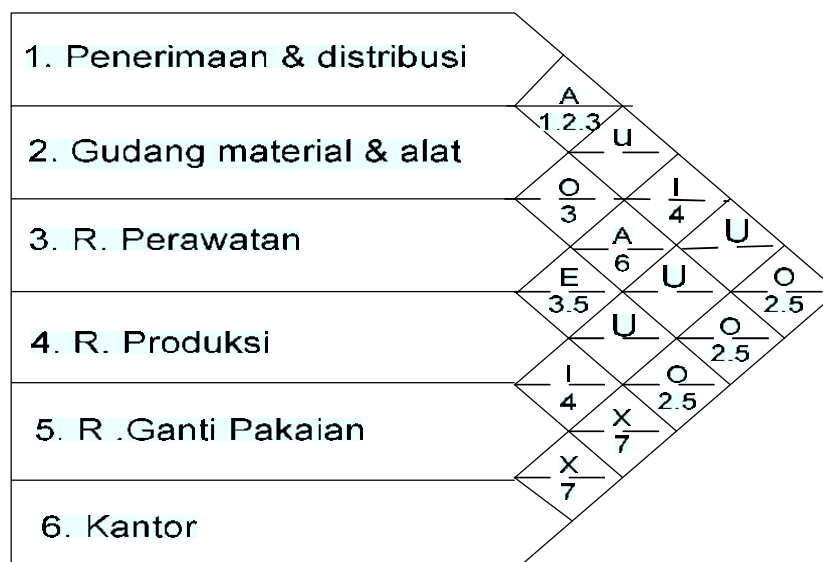 1. Penerimaan & distribusi
A
1.2.3
u
2. Gudang material & alat
O
3
I
4
U
3. R. Perawatan
A
6
U
O
2.5
E
3.5
U
O
2.5
4. R. Produksi
I
4
O
2.5
5. R .Ganti Pakaian
X
7
X
7
6. Kantor